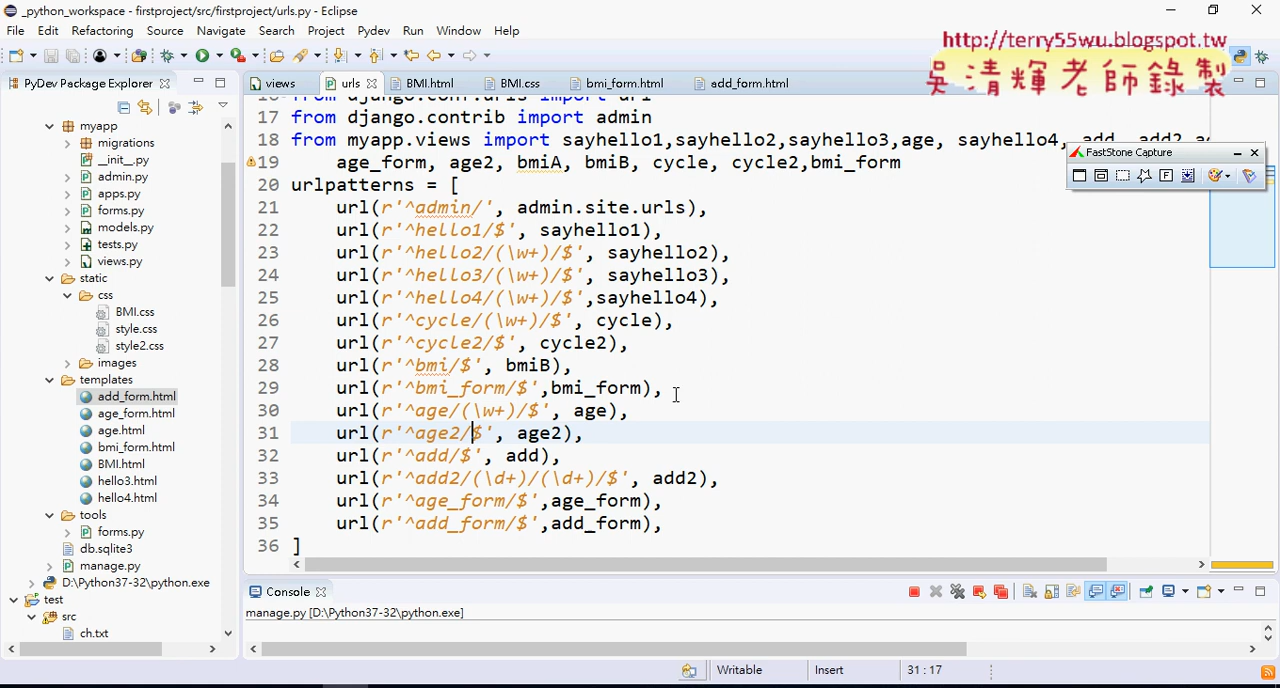 _python_workspace - firstproject/src/firstproject/urls.py - Eclipse
File Edit Refactoring Source Navigate Search Project Pydev Run Window Help
http://terry55wu.blogspot.tw
吳清輝老師錄製
PyDev Package Explorer
views urls BMI.html BMI.css bmi_form.html add_form.html
myapp
migrations
__init__.py
admin.py
apps.py
forms.py
models.py
tests.py
views.py
static
css
BMI.css
style.css
style2.css
images
templates
add_form.html
age_form.html
age.html
bmi_form.html
BMI.html
hello3.html
hello4.html
tools
forms.py
db.sqlite3
manage.py
D:\Python37-32\python.exe
test
src
ch.txt
16 from django.conf.urls import url
17 from django.contrib import admin
18 from myapp.views import sayhello1,sayhello2,sayhello3,age, sayhello4, add, add2,
19 age_form, age2, bmiA, bmiB, cycle, cycle2,bmi_form
20 urlpatterns = [
21 url(r'^admin/', admin.site.urls),
22 url(r'^hello1/$', sayhello1),
23 url(r'^hello2/(\w+)/$', sayhello2),
24 url(r'^hello3/(\w+)/$', sayhello3),
25 url(r'^hello4/(\w+)/$',sayhello4),
26 url(r'^cycle/(\w+)/$', cycle),
27 url(r'^cycle2/$', cycle2),
28 url(r'^bmi/$', bmiB),
29 url(r'^bmi_form/$',bmi_form),
30 url(r'^age/(\w+)/$', age),
31 url(r'^age2/$', age2),
32 url(r'^add/$', add),
33 url(r'^add2/(\d+)/(\d+)/$', add2),
34 url(r'^age_form/$',age_form),
35 url(r'^add_form/$',add_form),
36 ]
FastStone Capture
Console
manage.py [D:\Python37-32\python.exe]
Writable Insert 31 : 17